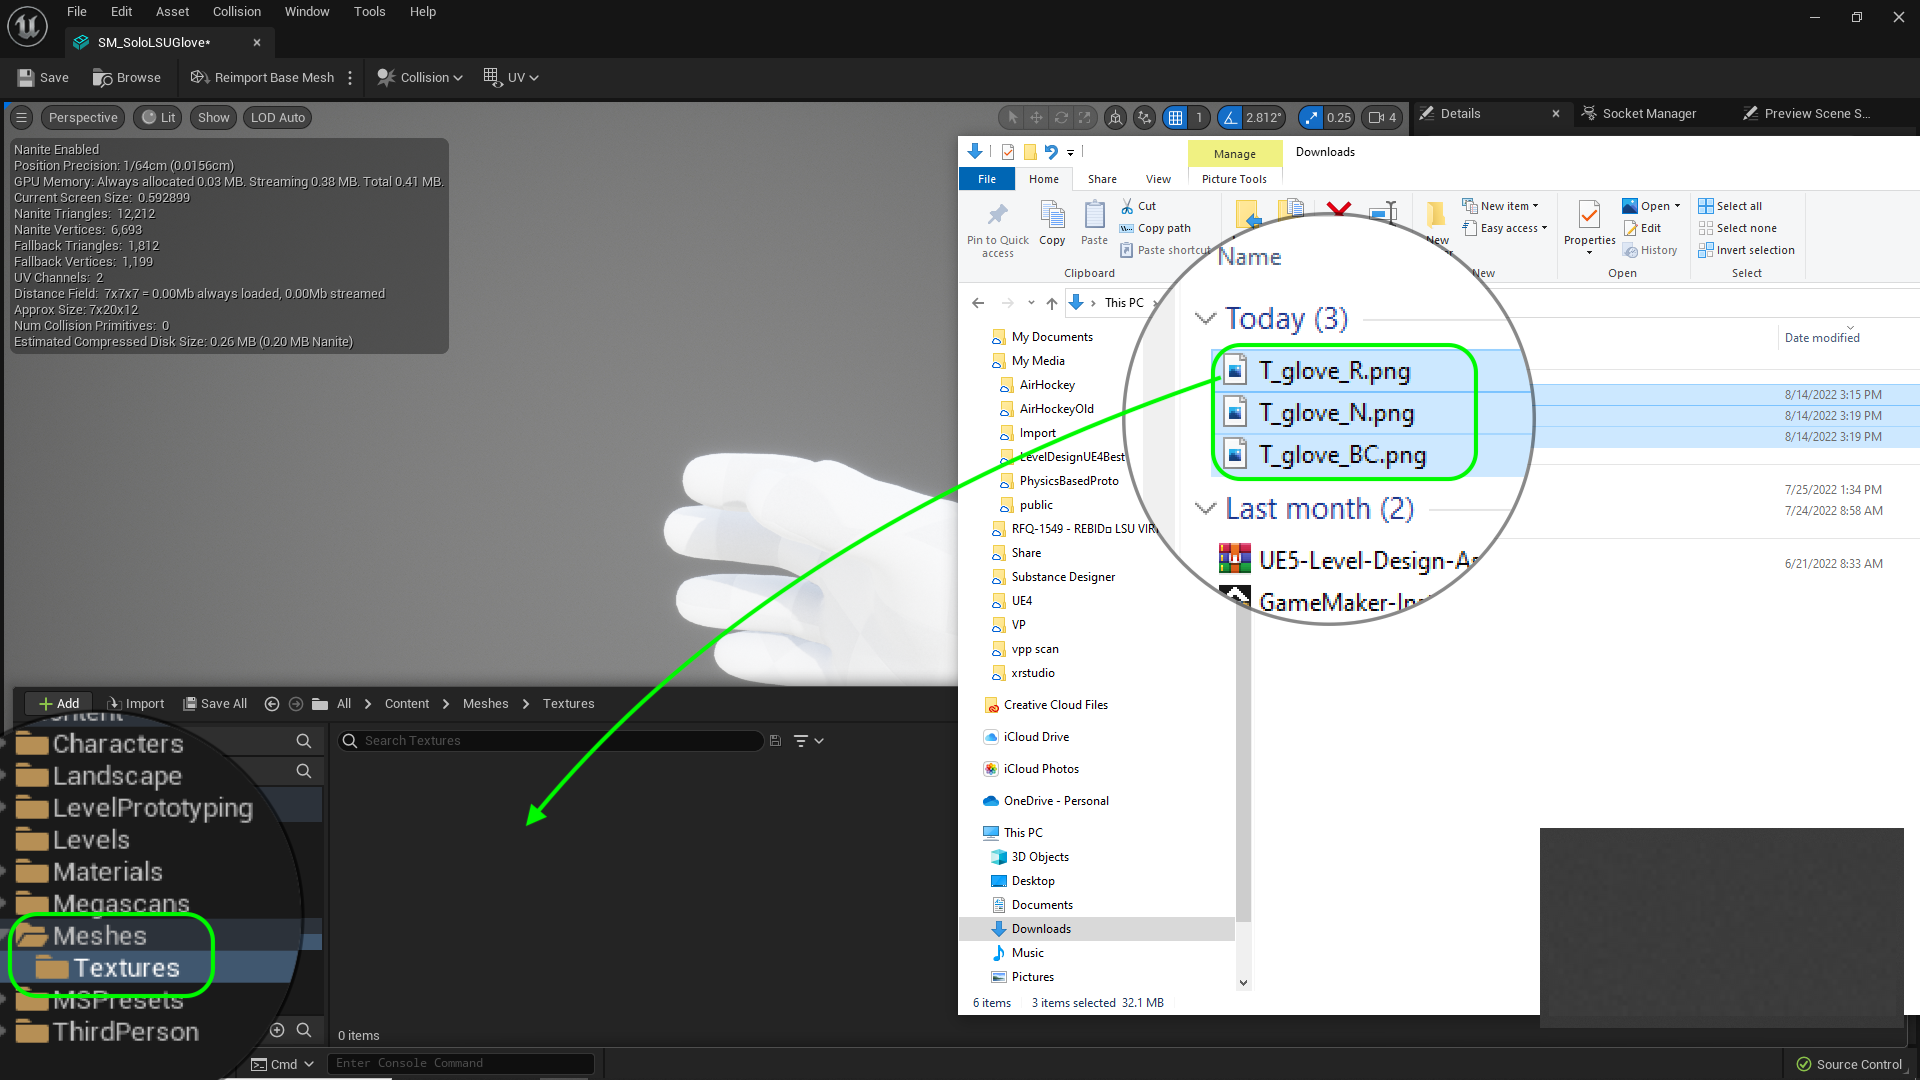 File Edit Asset Collision Window Tools Help
SM_SoloLSUGlove*
Save Browse Reimport Base Mesh Collision UV
Perspective Lit Show LOD Auto 1 2.812° 0.25 4
Details Socket Manager Preview Scene S...
Nanite Enabled
Position Precision: 1/64cm (0.0156cm)
GPU Memory: Always allocated 0.03 MB. Streaming 0.38 MB. Total 0.41 MB.
Current Screen Size: 0.592899
Nanite Triangles: 12,212
Nanite Vertices: 6,693
Fallback Triangles: 1,812
Fallback Vertices: 1,199
UV Channels: 2
Distance Field: 7x7x7 = 0.00Mb always loaded, 0.00Mb streamed
Approx Size: 7x20x12
Num Collision Primitives: 0
Estimated Compressed Disk Size: 0.26 MB (0.20 MB Nanite)
Manage Downloads
File Home Share View Picture Tools
Pin to Quick access
Copy
Paste
Cut
Copy path
Paste shortcut
Clipboard
New
New item
Easy access
New
Properties
Open
Edit
History
Open
Select all
Select none
Invert selection
Select
This PC
My Documents
My Media
AirHockey
AirHockeyOld
Import
LevelDesignUE4Best
PhysicsBasedProto
public
RFQ-1549 - REBID□ LSU VIR
Share
Substance Designer
UE4
VP
vpp scan
xrstudio
Creative Cloud Files
iCloud Drive
iCloud Photos
OneDrive - Personal
This PC
3D Objects
Desktop
Documents
Downloads
Music
Pictures
6 items 3 items selected 32.1 MB
Name
Today (3)
T_glove_R.png
T_glove_N.png
T_glove_BC.png
Last month (2)
UE5-Level-Design-As
GameMaker-In
Date modified
8/14/2022 3:15 PM
8/14/2022 3:19 PM
8/14/2022 3:19 PM
7/25/2022 1:34 PM
7/24/2022 8:58 AM
6/21/2022 8:33 AM
Add Import Save All All Content Meshes Textures
Search Textures
Content
Characters
Landscape
LevelPrototyping
Levels
Materials
Megascans
Meshes
Textures
MSPresets
ThirdPerson
0 items
Cmd Enter Console Command
Source Control